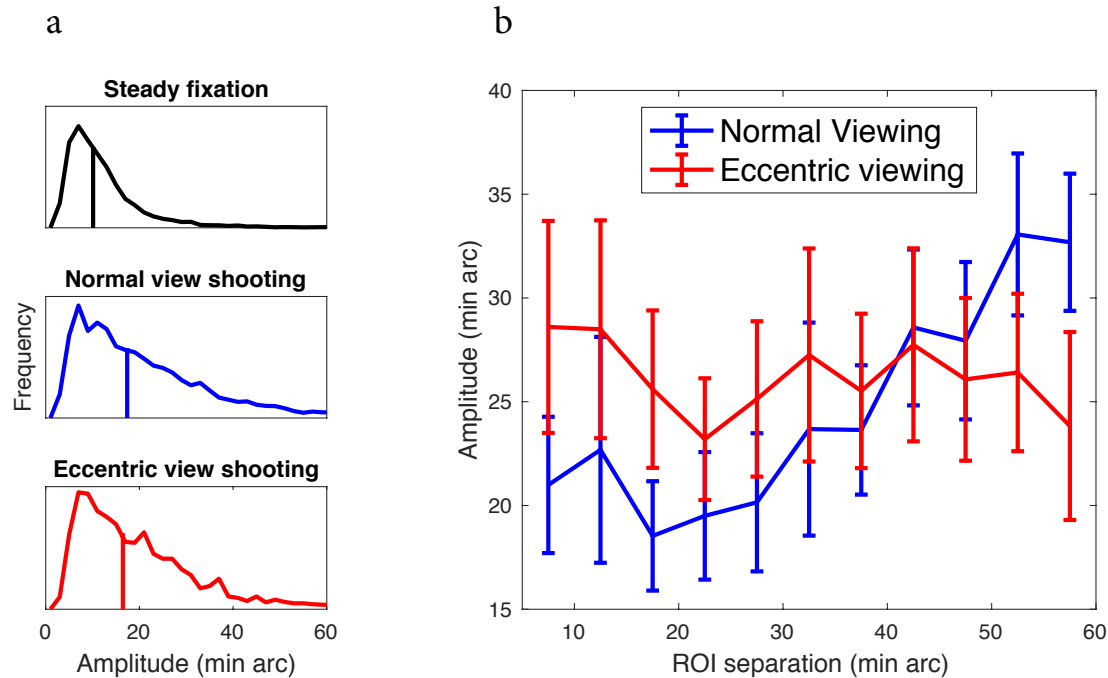 a
Steady fixation
Normal view shooting
Eccentric view shooting
Frequency
0
20
40
60
Amplitude (min arc)
b
40
35
30
25
20
15
Amplitude (min arc)
Normal Viewing
Eccentric viewing
10
20
30
40
50
60
ROI separation (min arc)